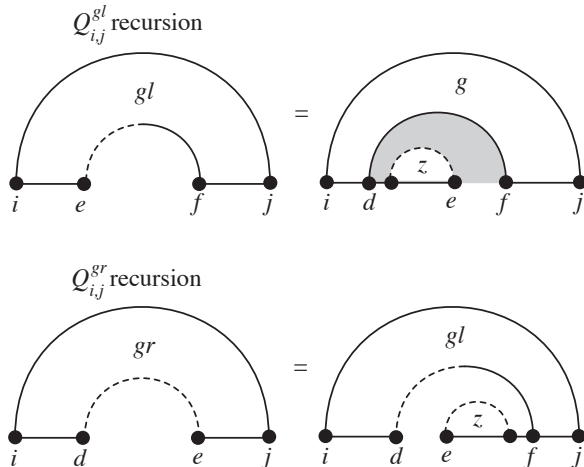 Q^{gl}_{i,j} recursion
gl
g
=
z
i e f j
i d e f j
Q^{gr}_{i,j} recursion
gr
gl
=
z
i d e j
i d e f j